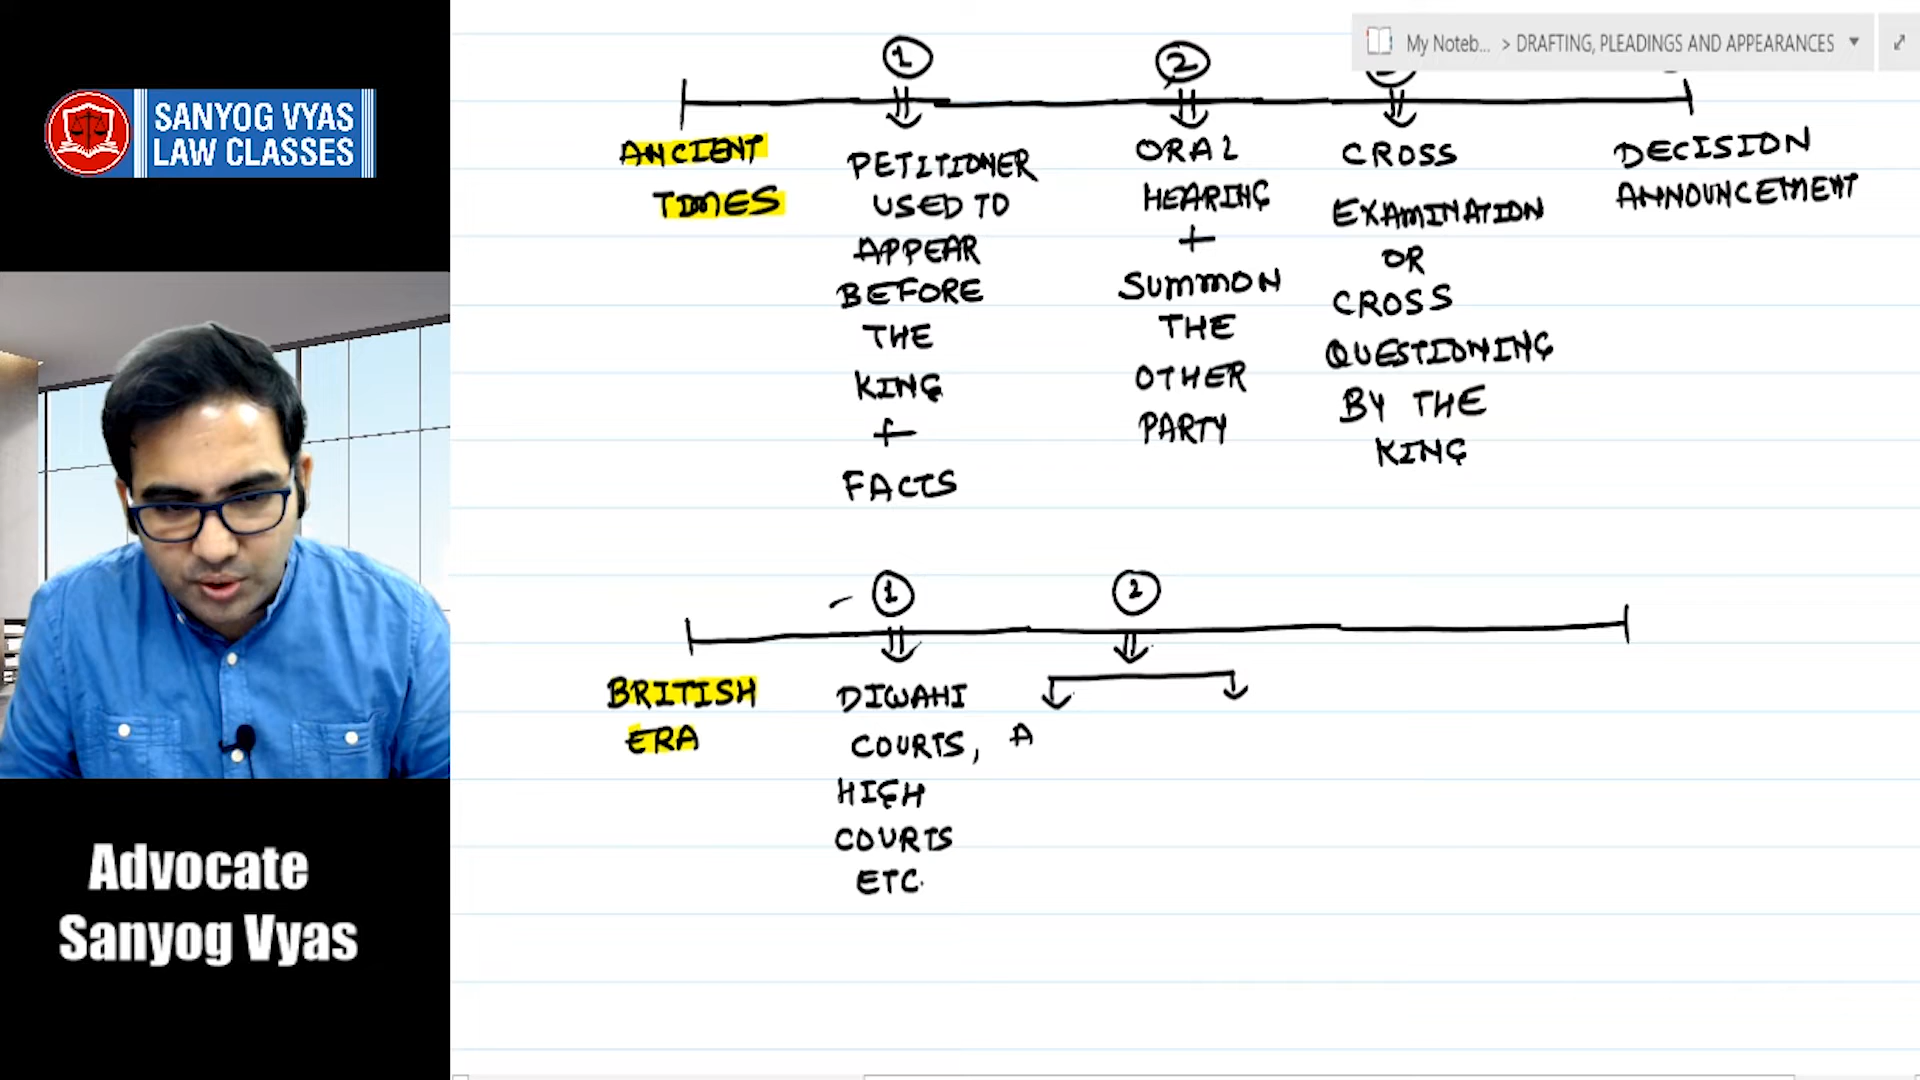 SANYOG VYAS
LAW CLASSES
My Noteb... > DRAFTING, PLEADINGS AND APPEARANCES
1
2
ANCIENT
TIMES
PETITIONER
USED TO
APPEAR
BEFORE
THE
KING
+
FACTS
ORAL
HEARING
+
SUMMON
THE
OTHER
PARTY
CROSS
EXAMINATION
OR
CROSS
QUESTIONING
BY THE
KING
DECISION
ANNOUNCEMENT
1
2
BRITISH
ERA
DIWANI
COURTS,
HIGH
COURTS
ETC.
A
Advocate
Sanyog Vyas